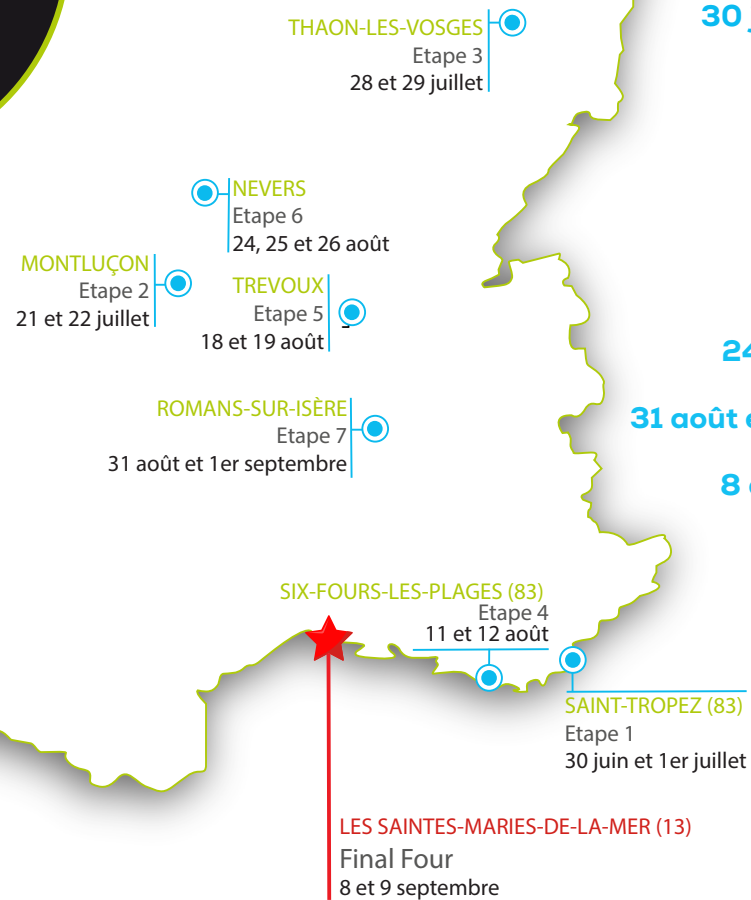 THAON-LES-VOSGES
Etape 3
28 et 29 juillet
30
NEVERS
Etape 6
24, 25 et 26 août
MONTLUÇON
Etape 2
21 et 22 juillet
TREVOUX
Etape 5
18 et 19 août
24
ROMANS-SUR-ISÈRE
Etape 7
31 août et 1er septembre
31 août e
8
SIX-FOURS-LES-PLAGES (83)
Etape 4
11 et 12 août
SAINT-TROPEZ (83)
Etape 1
30 juin et 1er juillet
LES SAINTES-MARIES-DE-LA-MER (13)
Final Four
8 et 9 septembre